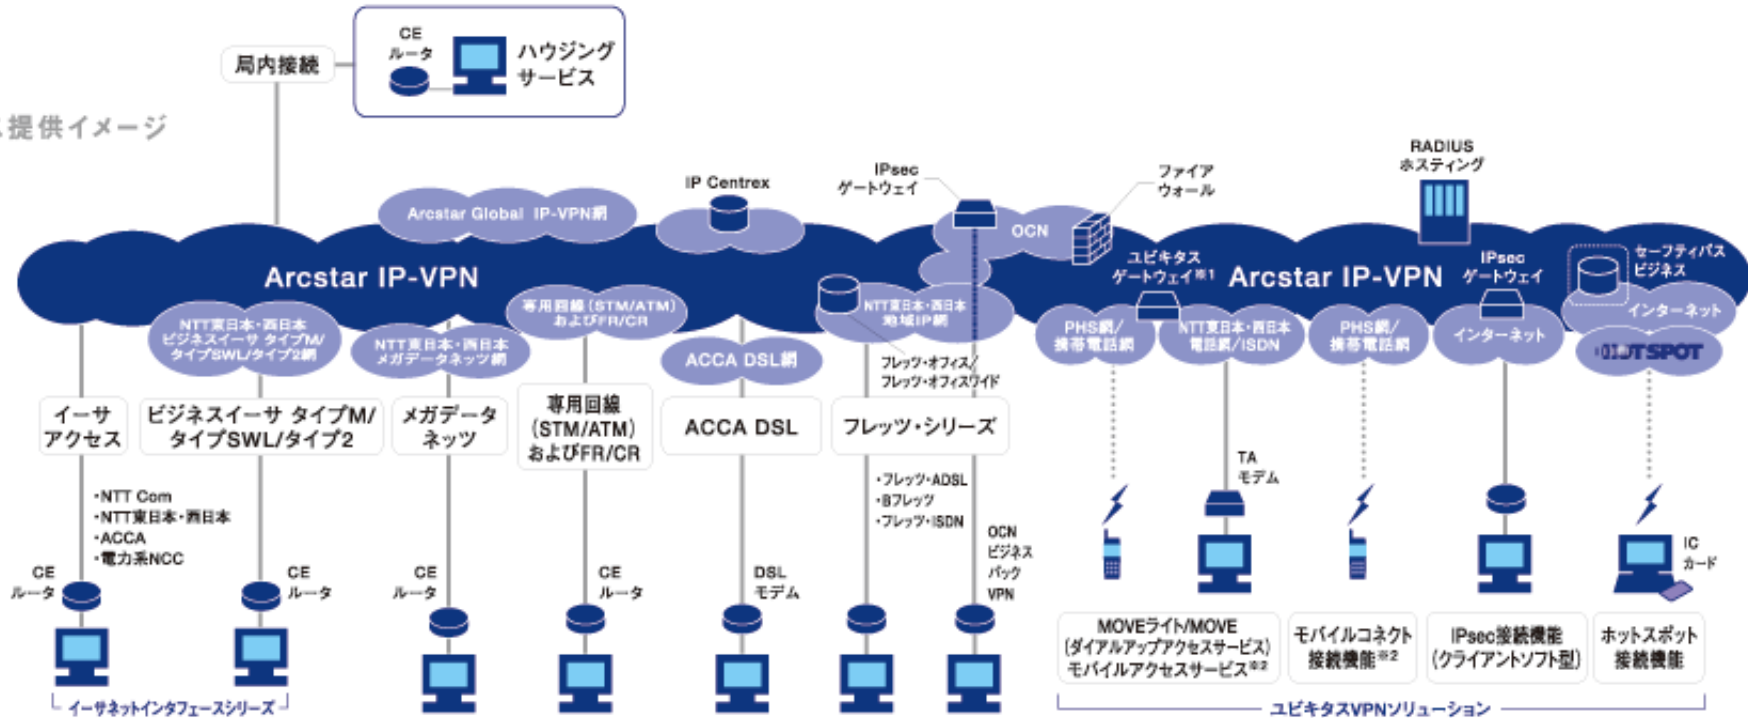 提供イメージ
局内接続
CE
ルータ
ハウジング
サービス
Arcstar Global IP-VPN網
IP Centrex
IPsec
ゲートウェイ
OCN
ファイア
ウォール
RADIUS
ホスティング
Arcstar IP-VPN
ユビキタス
ゲートウェイ※1
Arcstar IP-VPN
IPsec
ゲートウェイ
セーフティパス
ビジネス
インターネット
HOTSPOT
NTT東日本・西日本
ビジネスイーサ タイプM/
タイプSWL/タイプ2網
NTT東日本・西日本
メガデータネッツ網
専用回線(STM/ATM)
およびFR/CR
ACCA DSL網
NTT東日本・西日本
地域IP網
フレッツ・オフィス/
フレッツ・オフィスワイド
PHS網/
携帯電話網
NTT東日本・西日本
電話網/ISDN
PHS網/
携帯電話網
インターネット
イーサ
アクセス
ビジネスイーサ タイプM/
タイプSWL/タイプ2
メガデータ
ネッツ
専用回線
(STM/ATM)
およびFR/CR
ACCA DSL
フレッツ・シリーズ
・NTT Com
・NTT東日本・西日本
・ACCA
・電力系NCC
・フレッツ・ADSL
・Bフレッツ
・フレッツ・ISDN
TA
モデム
CE
ルータ
CE
ルータ
CE
ルータ
CE
ルータ
DSL
モデム
OCN
ビジネス
パック
VPN
IC
カード
MOVEライト/MOVE
(ダイアルアップアクセスサービス)
モバイルアクセスサービス※2
モバイルコネクト
接続機能※2
IPsec接続機能
(クライアントソフト型)
ホットスポット
接続機能
イーサネットインタフェースシリーズ
ユビキタスVPNソリューション